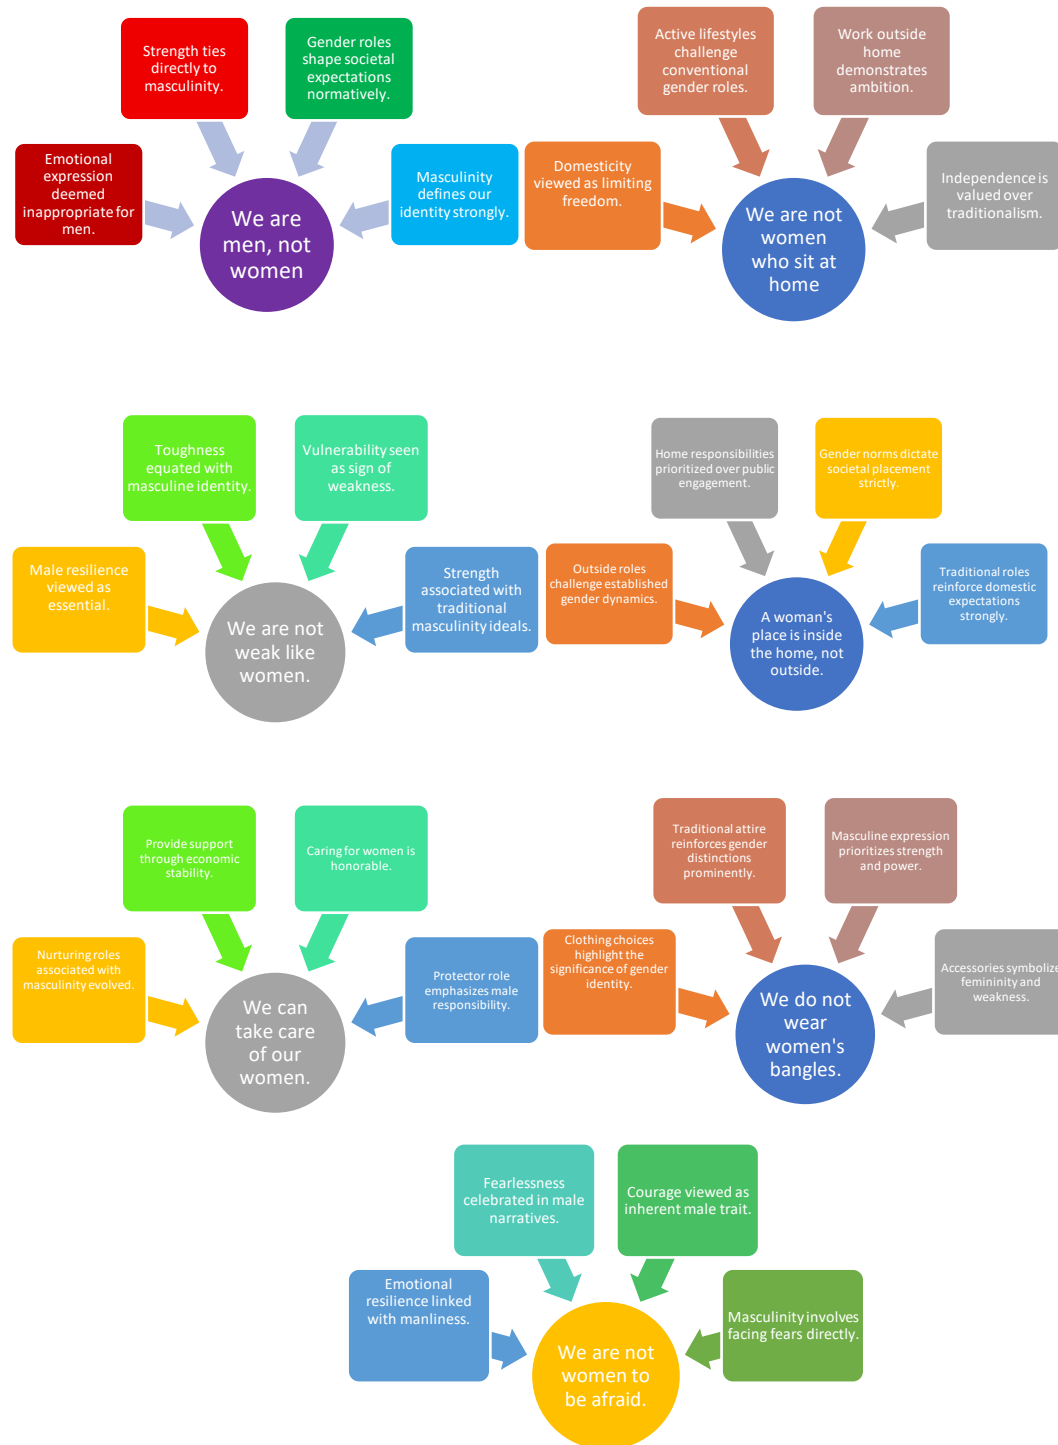 Strength ties
directly to
masculinity.
Gender roles
shape societal
expectations
normatively.
Emotional
expression
deemed
inappropriate for
men.
Masculinity
defines our
identity strongly.
We are
men, not
women
Active lifestyles
challenge
conventional
gender roles.
Work outside
home
demonstrates
ambition.
Domesticity
viewed as limiting
freedom.
Independence is
valued over
traditionalism.
We are not
women
who sit at
home
Toughness
equated with
masculine identity.
Vulnerability seen
as sign of
weakness.
Male resilience
viewed as
essential.
Strength
associated with
traditional
masculinity ideals.
We are not
weak like
women.
Home responsibilities
prioritized over public
engagement.
Gender norms dictate
societal placement
strictly.
Outside roles
challenge established
gender dynamics.
Traditional roles
reinforce domestic
expectations
strongly.
A woman's
place is inside
the home, not
outside.
Provide support
through economic
stability.
Caring for women is
honorable.
Nurturing roles
associated with
masculinity evolved.
Protector role
emphasizes male
responsibility.
We can
take care
of our
women.
Traditional attire
reinforces gender
distinctions
prominently.
Masculine expression
prioritizes strength
and power.
Clothing choices
highlight the
significance of gender
identity.
Accessories symbolize
femininity and
weakness.
We do not
wear
women's
bangles.
Fearlessness
celebrated in male
narratives.
Courage viewed as
inherent male trait.
Emotional
resilience linked
with manliness.
Masculinity involves
facing fears directly.
We are not
women to
be afraid.